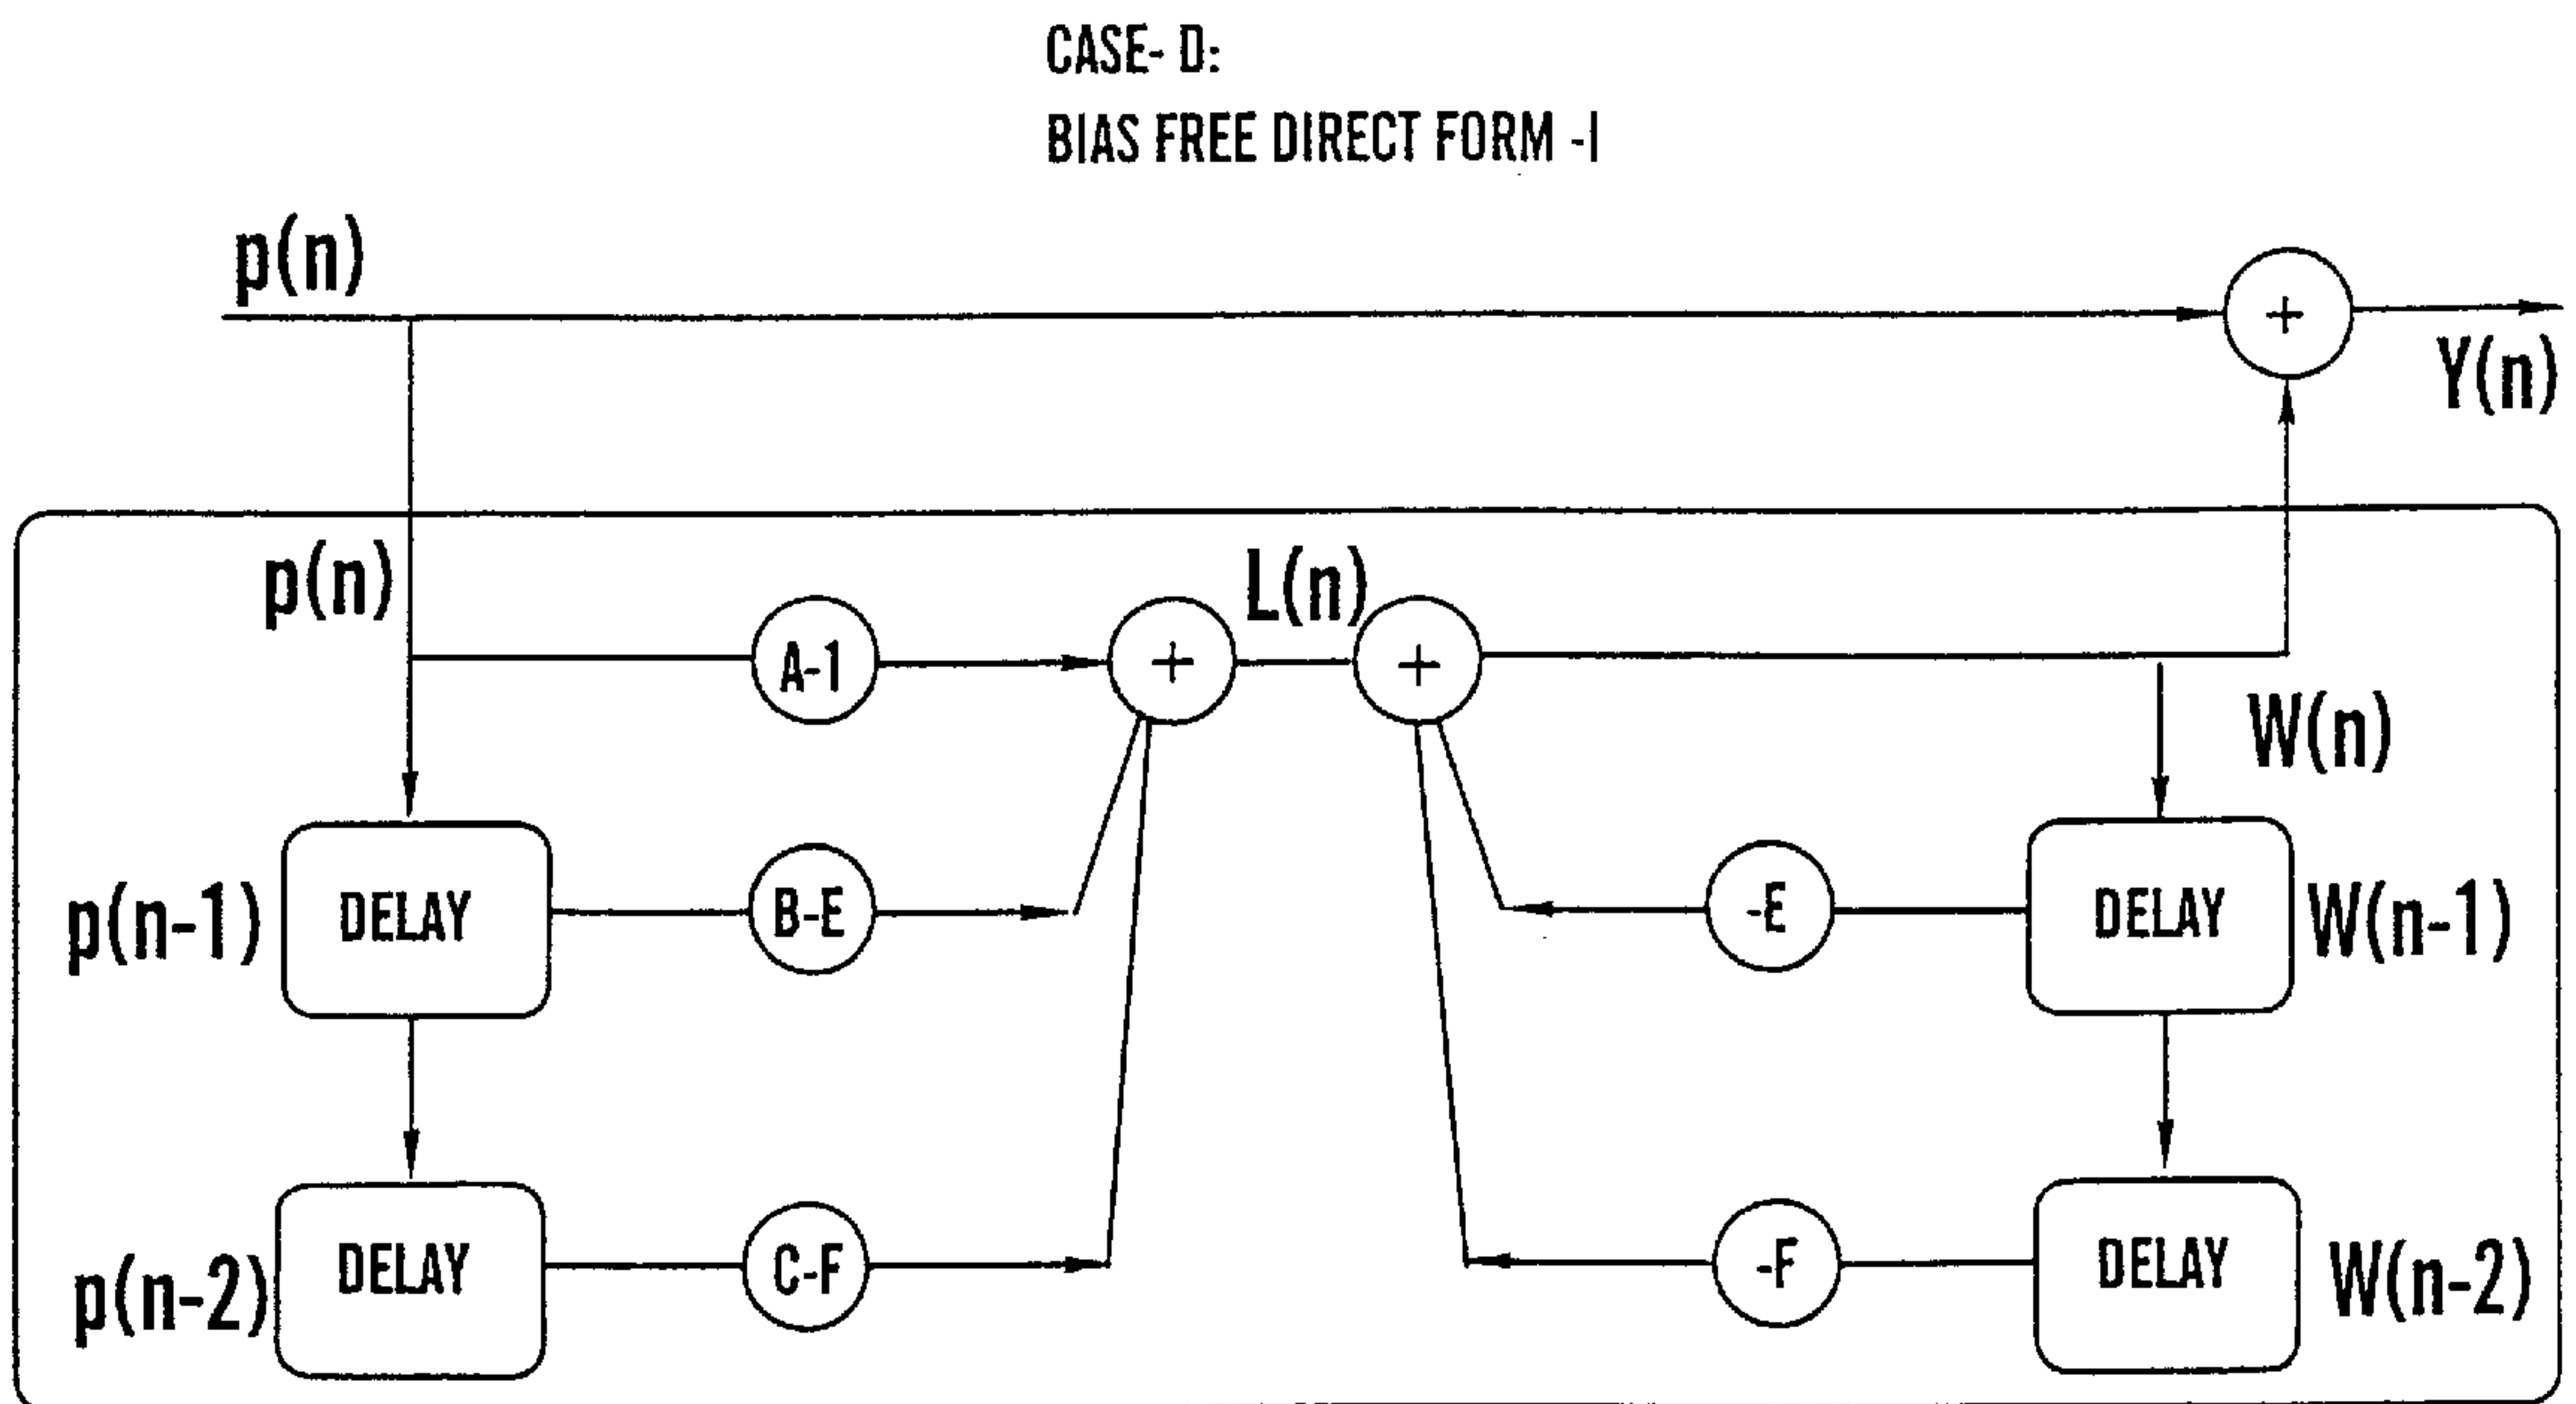 CASE- D:
BIAS FREE DIRECT FORM -I
p(n)
+
Y(n)
p(n)
L(n)
A-1
+
+
W(n)
p(n-1)
DELAY
B-E
-E
DELAY
W(n-1)
p(n-2)
DELAY
C-F
-F
DELAY
W(n-2)